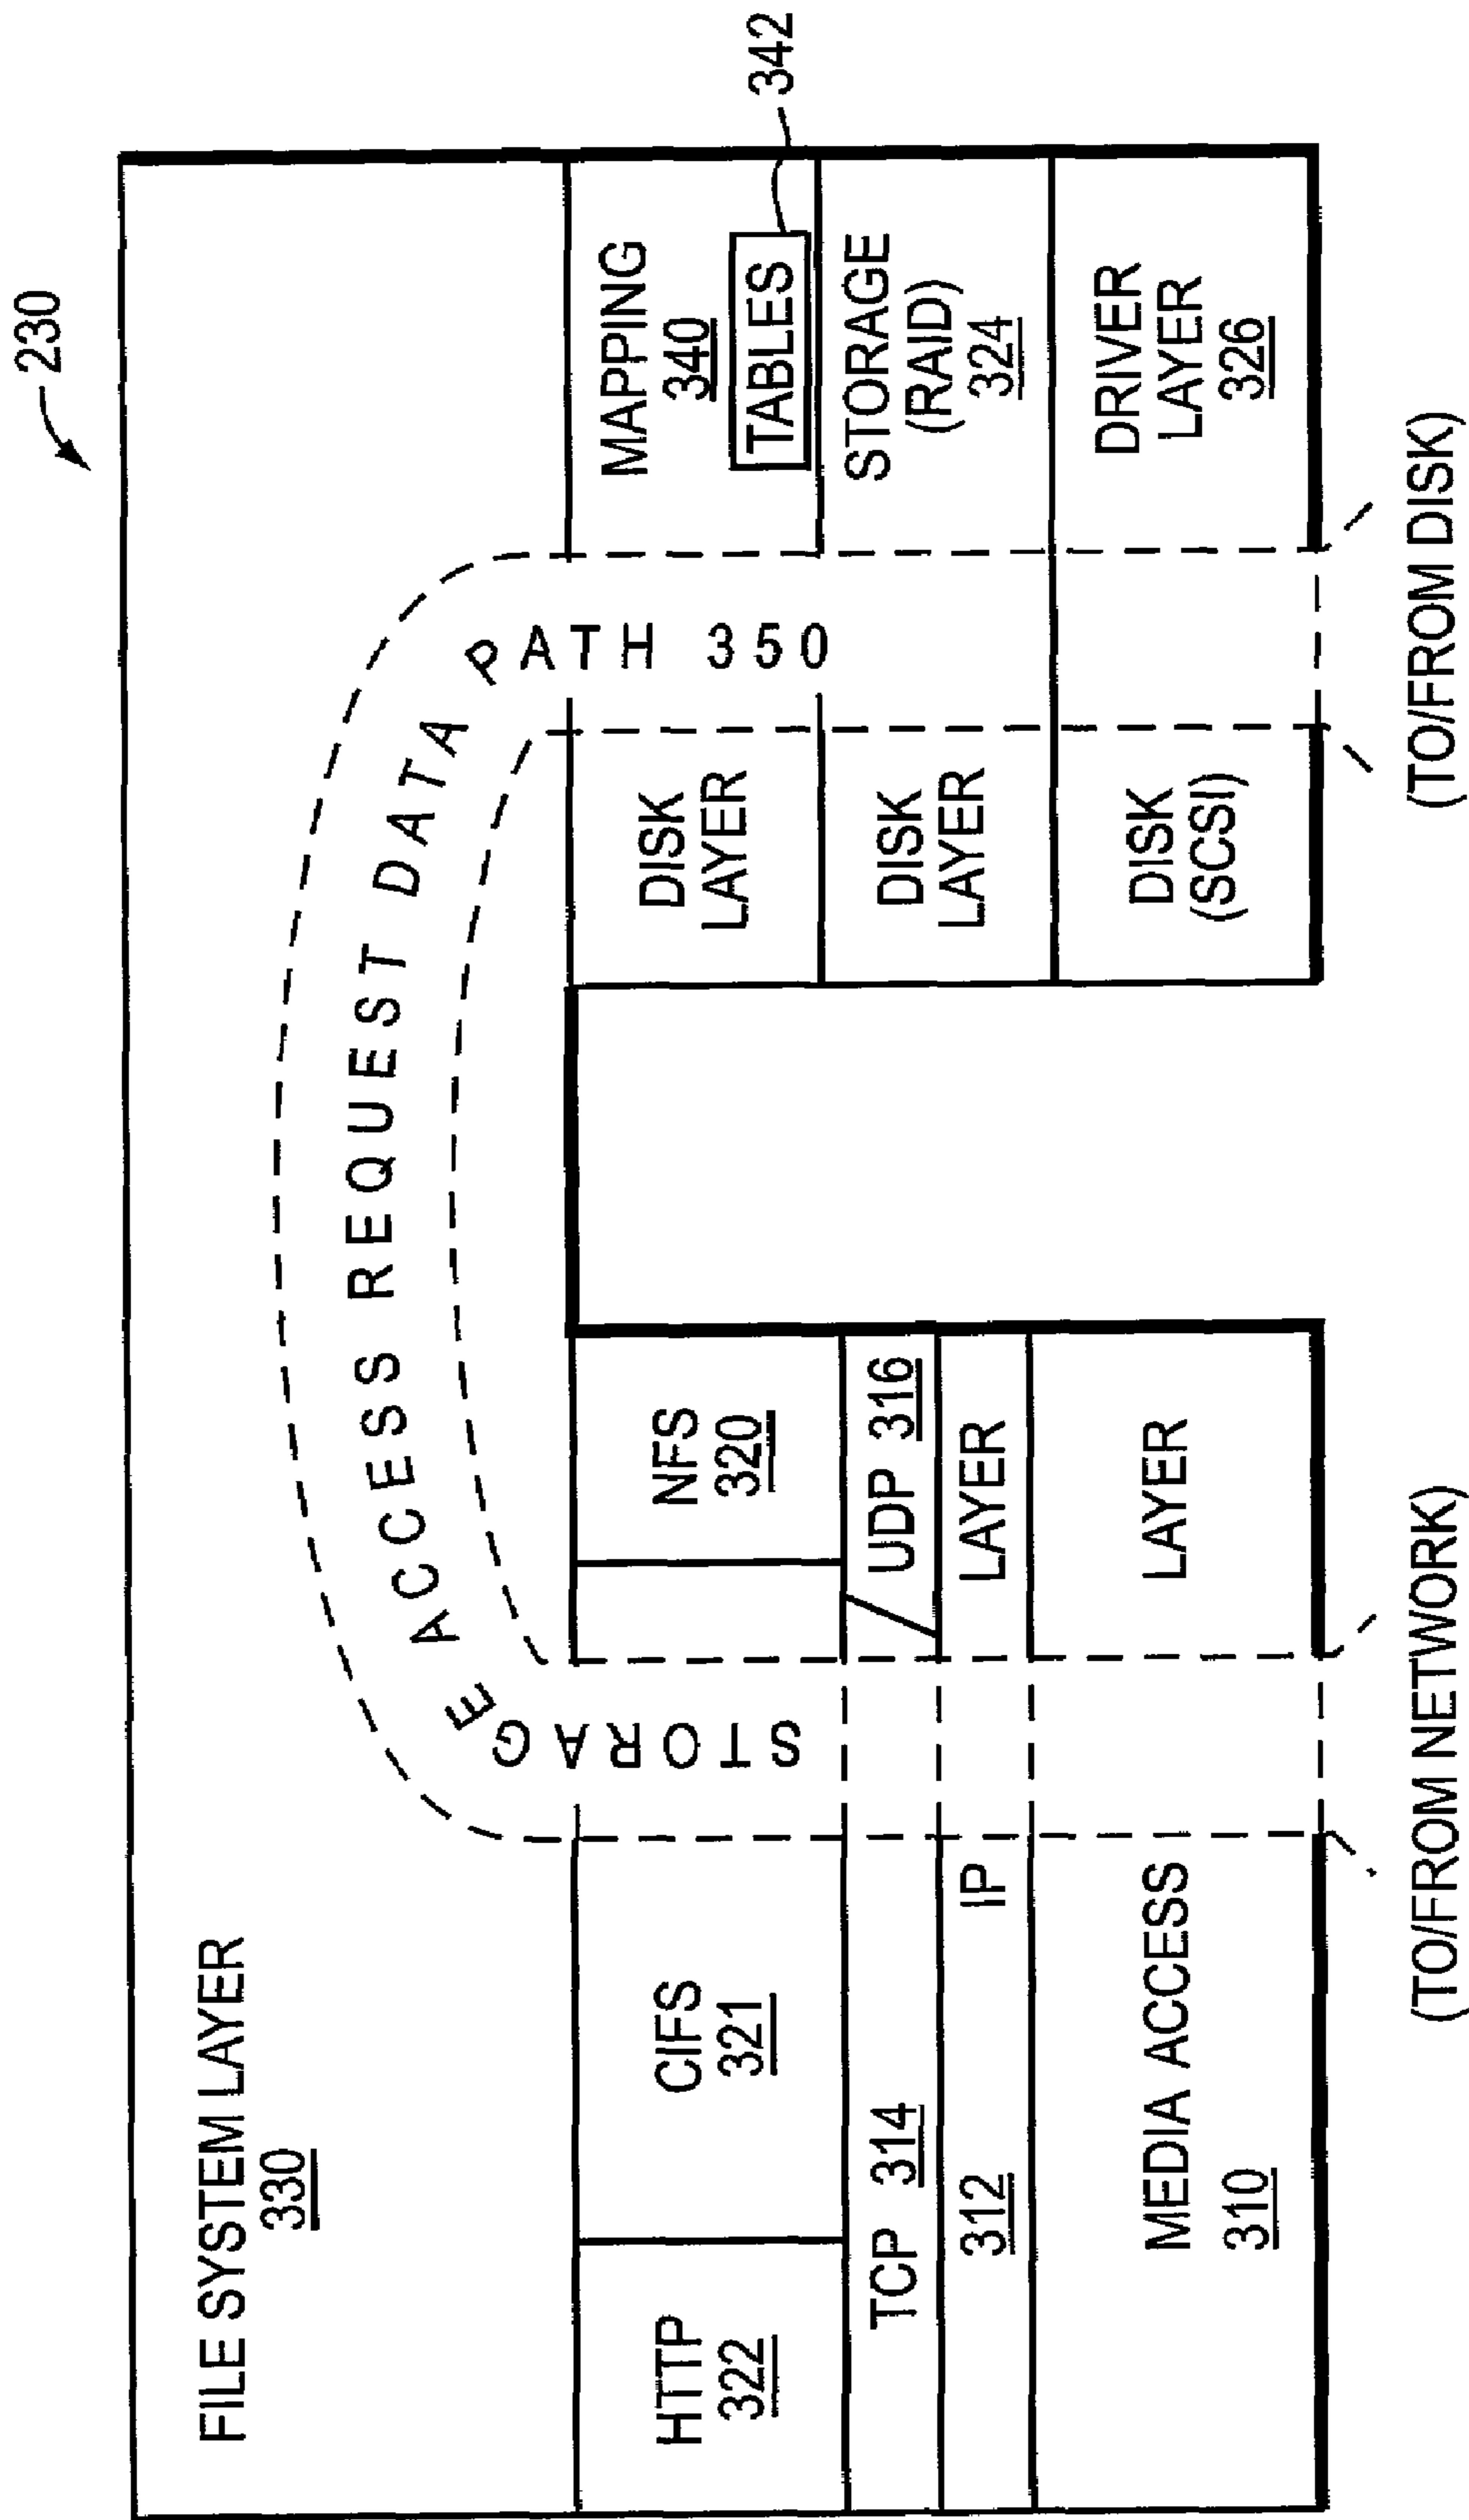 230
FILE SYSTEM LAYER
330
STORAGE ACCESS REQUEST DATA PATH 350
HTTP
322
CIFS
321
NFS
320
TCP 314
UDP 316
312
IP
LAYER
MEDIA ACCESS
310
LAYER
DISK
LAYER
MAPPING
340
TABLES
342
DISK
LAYER
STORAGE
(RAID)
324
DISK
(SCSI)
DRIVER
LAYER
326
(TO/FROM NETWORK)
(TO/FROM DISK)